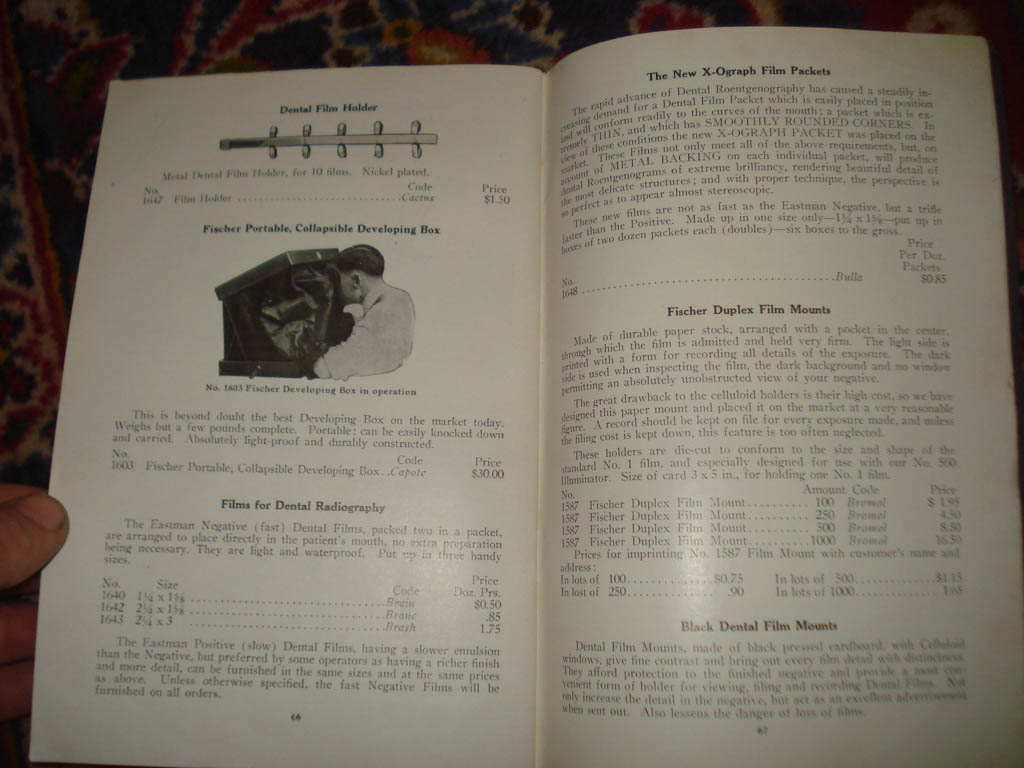 Dental Film Holder
Metal Dental Film Holder, for 10 films. Nickel plated.
No. Code Price
1647 Film Holder ........................................ Cactus $1.50
Fischer Portable, Collapsible Developing Box
No. 1603 Fischer Developing Box in operation
This is beyond doubt the best Developing Box on the market today.
Weighs but a few pounds complete. Portable; can be easily knocked down
and carried. Absolutely light-proof and durably constructed.
No. Code Price
1603 Fischer Portable, Collapsible Developing Box..Capote $30.00
Films for Dental Radiography
The Eastman Negative (fast) Dental Films, packed two in a packet,
are arranged to place directly in the patient's mouth, no extra preparation
being necessary. They are light and waterproof. Put up in three handy
sizes.
Price
No. Size Code Doz. Prs.
1640 1¼ x 1⅝ ........................................Brain $0.50
1642 2¼ x 1⅝ ........................................Branc .85
1643 2¼ x 3 ........................................Brash 1.75
The Eastman Positive (slow) Dental Films, having a slower emulsion
than the Negative, but preferred by some operators as having a richer finish
and more detail, can be furnished in the same sizes and at the same prices
as above. Unless otherwise specified, the fast Negative Films will be
furnished on all orders.
66
The New X-Ograph Film Packets
The rapid advance of Dental Roentgenography has caused a steadily in-
creasing demand for a Dental Film Packet which is easily placed in position
and will conform readily to the curves of the mouth; a packet which is ex-
tremely THIN, and which has SMOOTHLY ROUNDED CORNERS. In
view of these conditions the new X-OGRAPH PACKET was placed on the
market. These Films not only meet all of the above requirements, but, on
account of METAL BACKING on each individual packet, will produce
dental Roentgenograms of extreme brilliancy, rendering beautiful detail of
the most delicate structures; and with proper technique, the perspective is
so perfect as to appear almost stereoscopic.
These new films are not as fast as the Eastman Negative, but a trifle
faster than the Positive. Made up in one size only—1¼ x 1⅝—put up in
boxes of two dozen packets each (doubles)—six boxes to the gross.
Price
Per Doz.
No. Packets
1648 ........................................Bulla $0.85
Fischer Duplex Film Mounts
Made of durable paper stock, arranged with a pocket in the center,
through which the film is admitted and held very firm. The light side is
printed with a form for recording all details of the exposure. The dark
side is used when inspecting the film, the dark background and no window
permitting an absolutely unobstructed view of your negative.
The great drawback to the celluloid holders is their high cost, so we have
designed this paper mount and placed it on the market at a very reasonable
figure. A record should be kept on file for every exposure made, and unless
the filing cost is kept down, this feature is too often neglected.
These holders are die-cut to conform to the size and shape of the
standard No. 1 film, and especially designed for use with our No. 560
Illuminator. Size of card 3 x 5 in., for holding one No. 1 film.
No. Amount Code Price
1587 Fischer Duplex Film Mount.......... 100 Bromol $ 1.95
1587 Fischer Duplex Film Mount.......... 250 Bromol 4.50
1587 Fischer Duplex Film Mount.......... 500 Bromol 8.50
1587 Fischer Duplex Film Mount.......... 1000 Bromol 16.50
Prices for imprinting No. 1587 Film Mount with customer's name and
address:
In lots of 100..............$0.75 In lots of 500..............$1.15
In lost of 250.............. .90 In lots of 1000.............. 1.65
Black Dental Film Mounts
Dental Film Mounts, made of black pressed cardboard, with Celluloid
windows, give fine contrast and bring out every film detail with distinctness.
They afford protection to the finished negative and provide a most con-
venient form of holder for viewing, filing and recording Dental Films. Not
only increase the detail in the negative, but act as an excellent advertisement
when sent out. Also lessens the danger of loss of films.
67